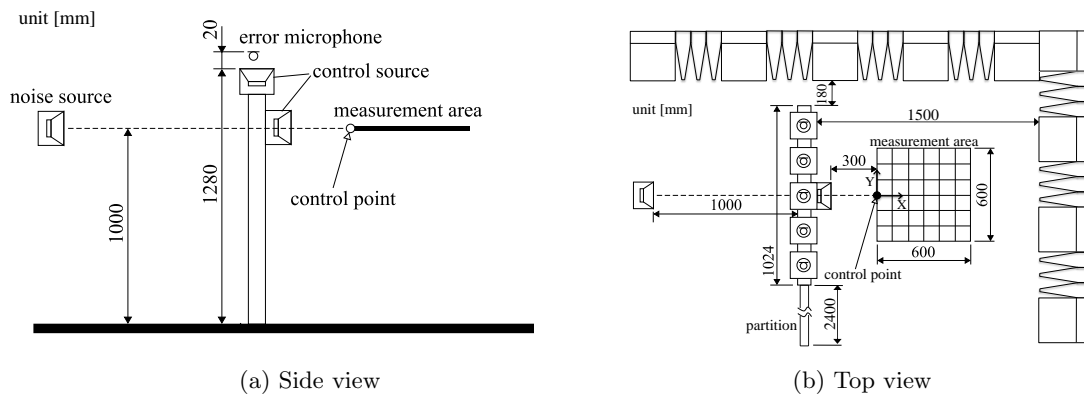 unit [mm]
20
error microphone
control source
noise source
measurement area
1280
1000
control point
(a) Side view
180
unit [mm]
1500
measurement area
300
Y
X
1000
600
1024
600
control point
partition
2400
(b) Top view